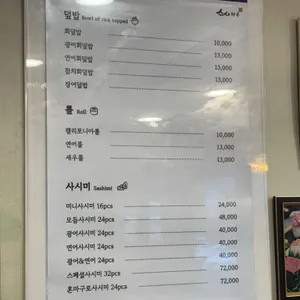 덮밥 Bowl of rice topped
회덮밥
광어회덮밥 10,000
연어회덮밥 13,000
참치회덮밥 13,000
장어덮밥 13,000
롤 Roll
캘리포니아롤 10,000
연어롤 13,000
새우롤 13,000
사시미 Sashimi
미니사시미 16pcs 24,000
모듬사시미 24pcs 48,000
광어사시미 24pcs 40,000
연어사시미 24pcs 40,000
광어&연어 24pcs 40,000
스페셜사시미 32pcs 72,000
혼마구로사시미 24pcs 72,000